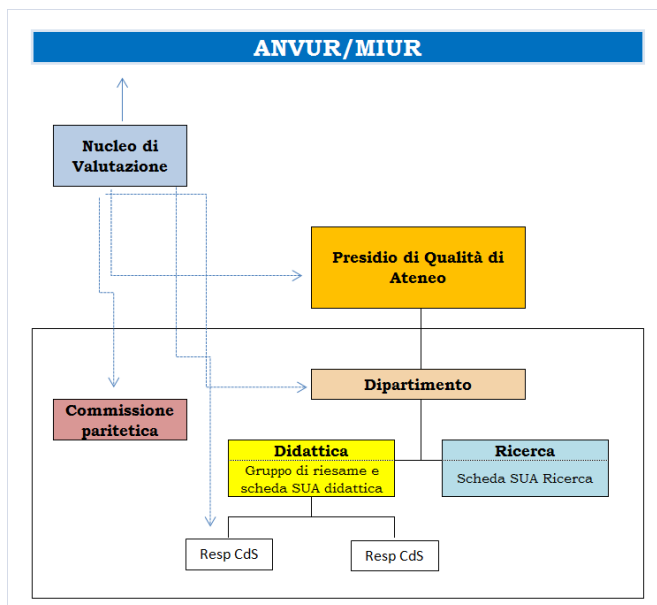 ANVUR/MIUR
Nucleo di
Valutazione
Presidio di Qualità di
Ateneo
Dipartimento
Commissione
paritetica
Didattica
Gruppo di riesame e
scheda SUA didattica
Ricerca
Scheda SUA Ricerca
Resp CdS
Resp CdS